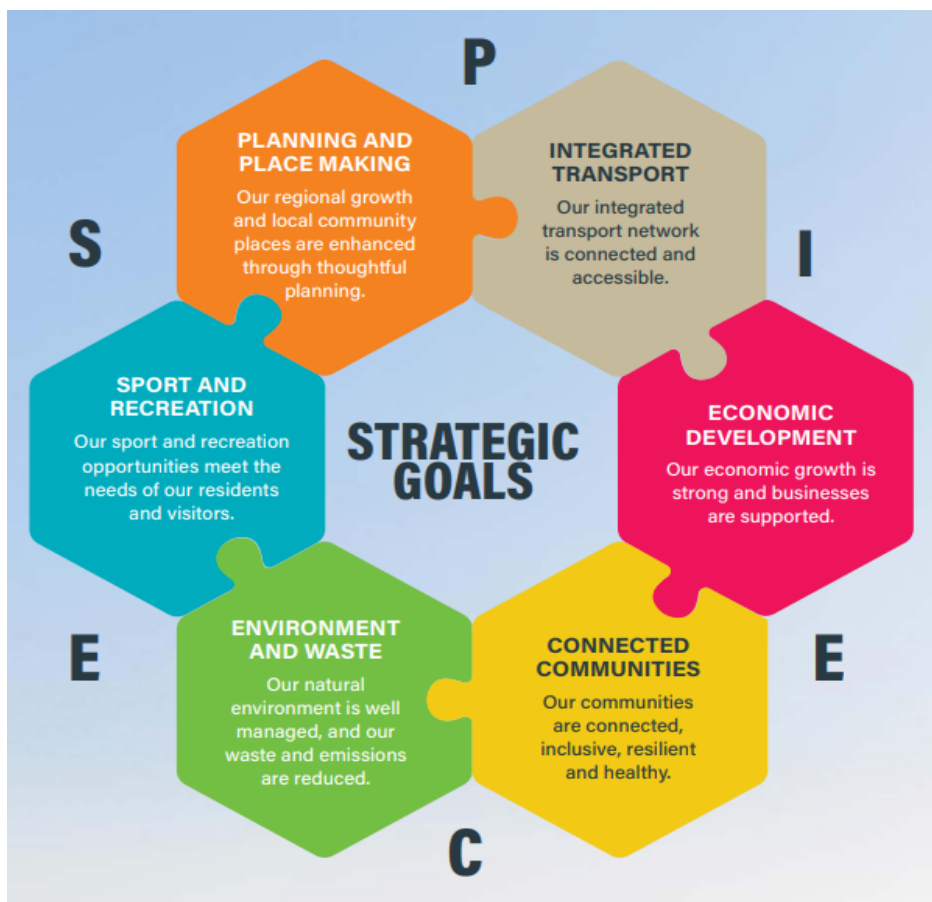 P
PLANNING AND
PLACE MAKING
Our regional growth
and local community
places are enhanced
through thoughtful
planning.
INTEGRATED
TRANSPORT
Our integrated
transport network
is connected and
accessible.
I
ECONOMIC
DEVELOPMENT
Our economic growth is
strong and businesses
are supported.
E
CONNECTED
COMMUNITIES
Our communities
are connected,
inclusive, resilient
and healthy.
C
ENVIRONMENT
AND WASTE
Our natural
environment is well
managed, and our
waste and emissions
are reduced.
E
SPORT AND
RECREATION
Our sport and recreation
opportunities meet the
needs of our residents
and visitors.
S
STRATEGIC
GOALS